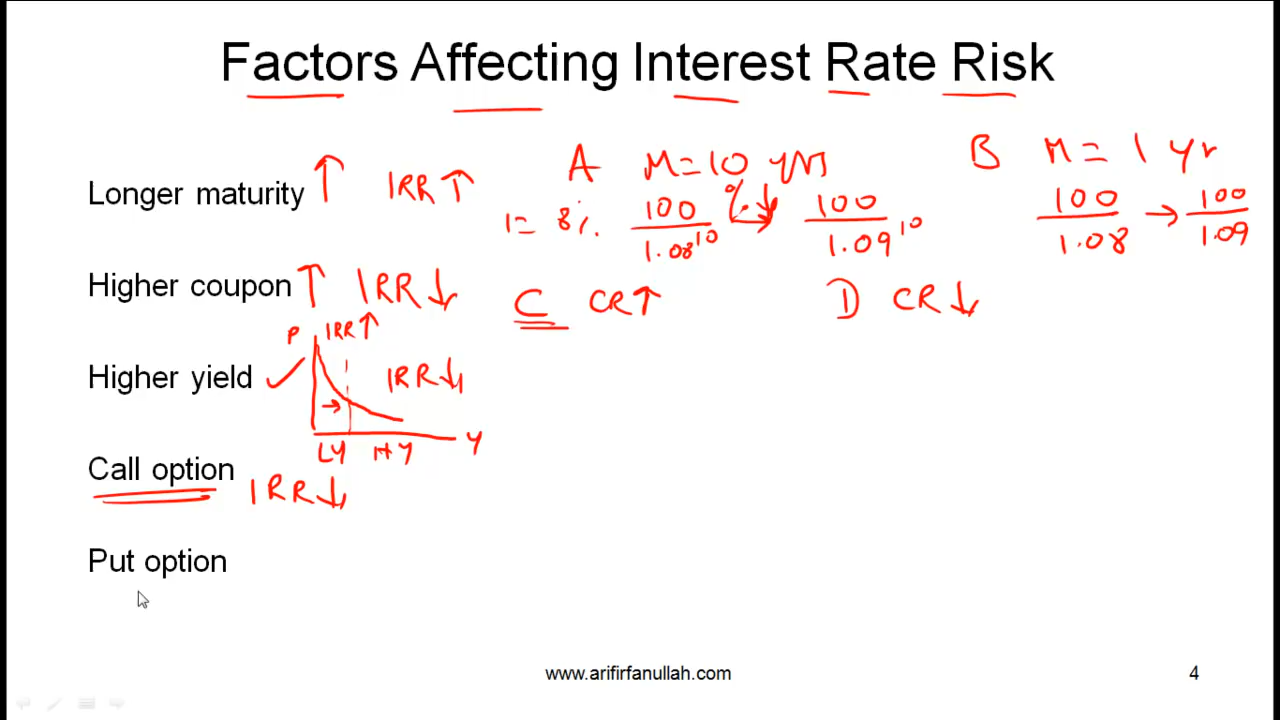 Factors Affecting Interest Rate Risk
A M=10 yrs B M = 1 yr
Longer maturity ↑ IRR ↑
I= 8%. 100/1.08^10 %↓ → 100/1.09^10 100/1.08 → 100/1.09
Higher coupon ↑ IRR ↓ C CR↑ D CR↓
P IRR↑
Higher yield ✓ → IRR↓
LY HY Y
Call option IRR↓
Put option
www.arifirfanullah.com 4